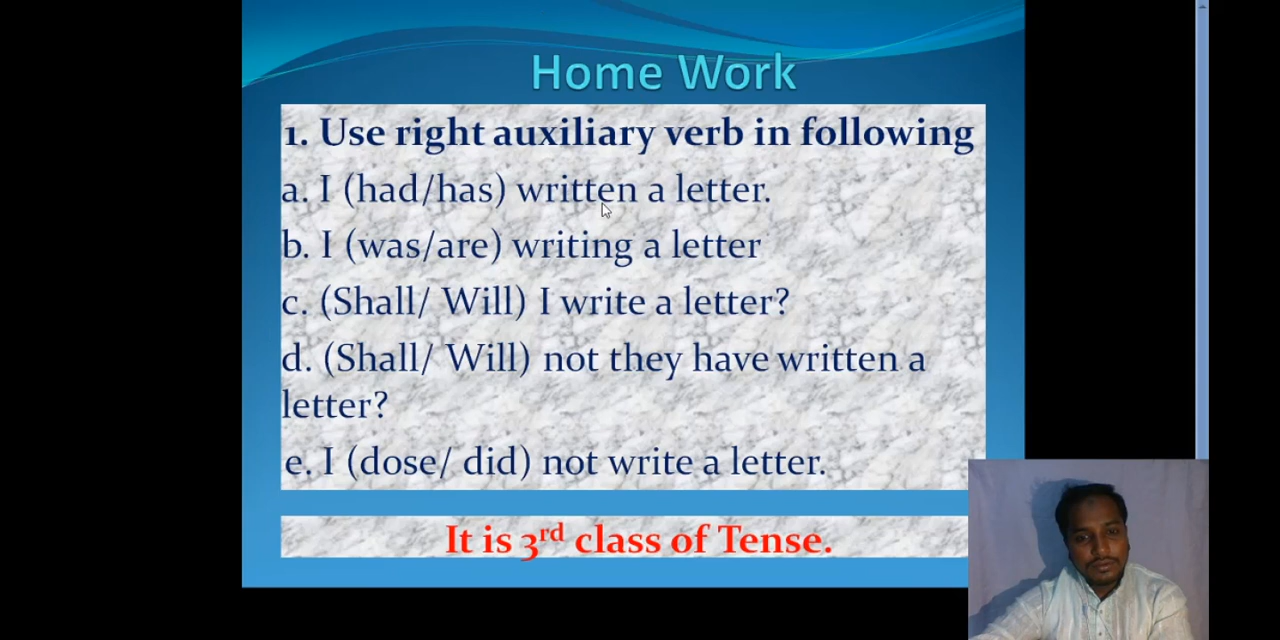 Home Work
1. Use right auxiliary verb in following
a. I (had/has) written a letter.
b. I (was/are) writing a letter
c. (Shall/ Will) I write a letter?
d. (Shall/ Will) not they have written a
letter?
e. I (dose/ did) not write a letter.
It is 3rd class of Tense.